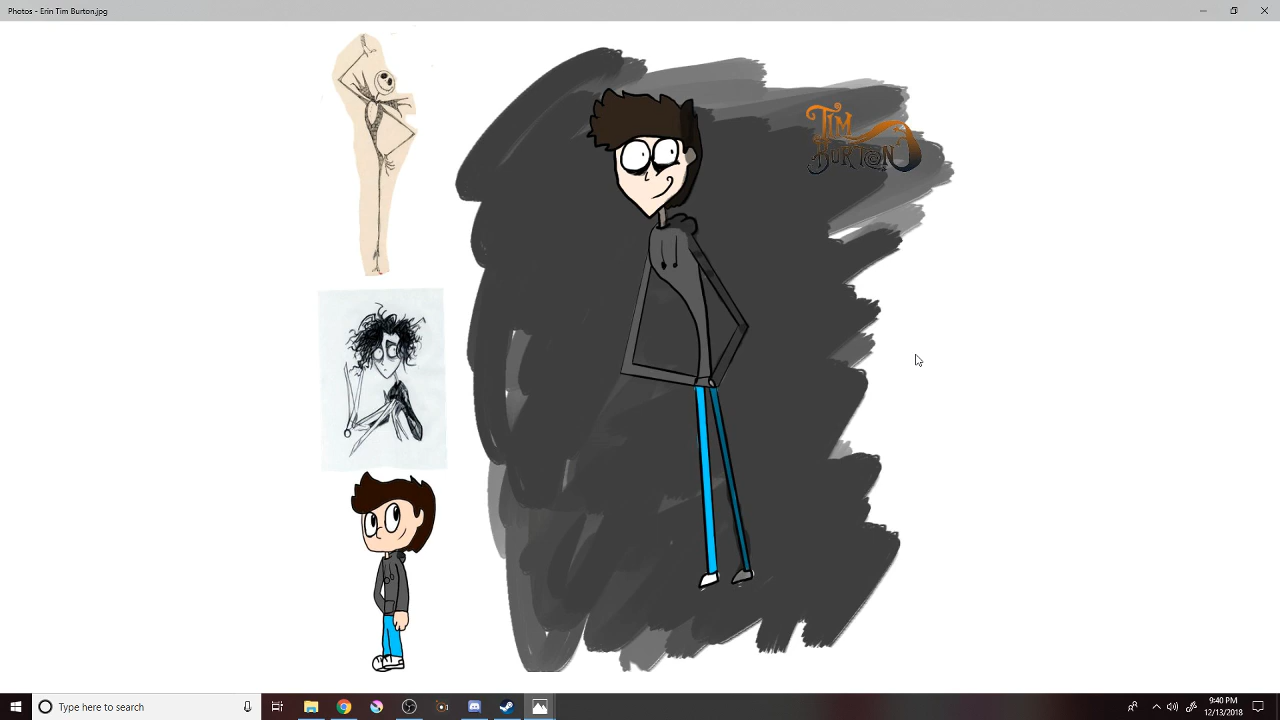 Photos - Erin Tim Burton.jpg
TIM
BURTON
Type here to search
9:40 PM
12/13/2018